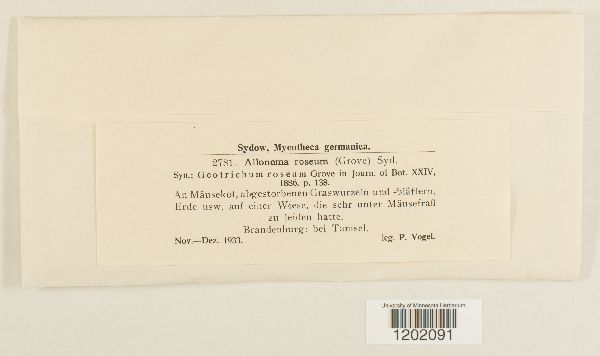 Sydow, Mycotheca germanica.
2781. Allonema roseum (Grove) Syd.
Syn.: Geotrichum roseum Grove in Journ. of Bot. XXIV,
1886, p. 198.
An Mäusekot, abgestorbenen Graswurzeln und -blättern,
Erde usw. auf einer Wiese, die sehr unter Mäusefraß
zu leiden hatte.
Brandenburg: bei Tamsel.
Nov.—Dez. 1933. leg. P. Vogel.
University of Minnesota Herbarium
1202091